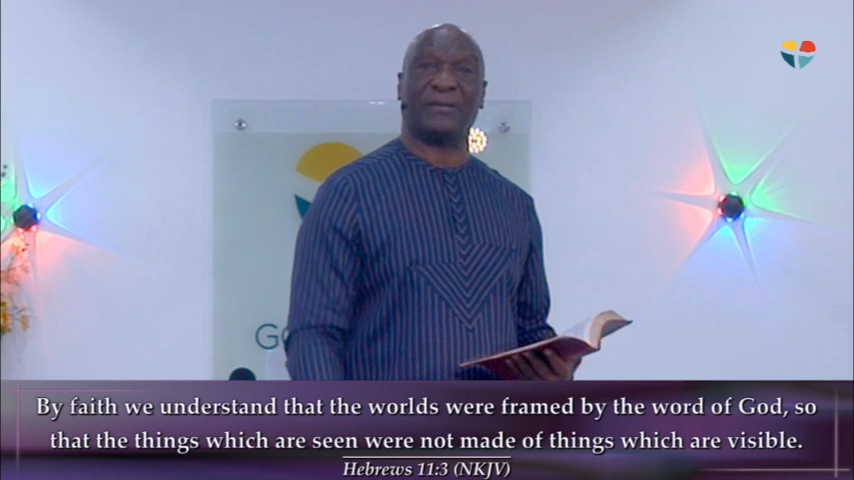 GO
By faith we understand that the worlds were framed by the word of God, so
that the things which are seen were not made of things which are visible.
Hebrews 11:3 (NKJV)